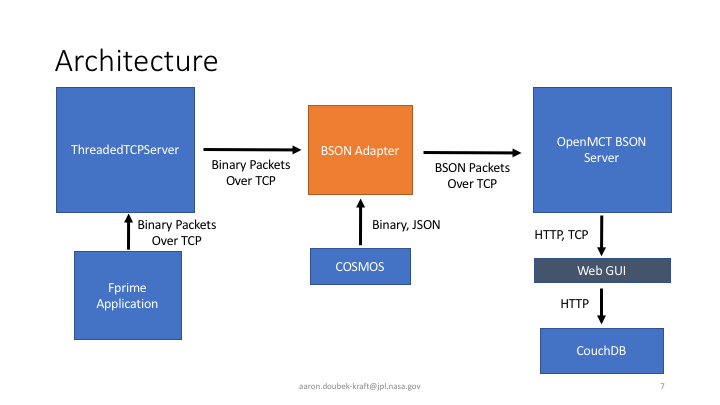 Architecture
ThreadedTCPServer
Binary Packets
Over TCP
BSON Adapter
BSON Packets
Over TCP
OpenMCT BSON
Server
Binary Packets
Over TCP
Fprime
Application
Binary, JSON
COSMOS
HTTP, TCP
Web GUI
HTTP
CouchDB
aaron.doubek-kraft@jpl.nasa.gov
7